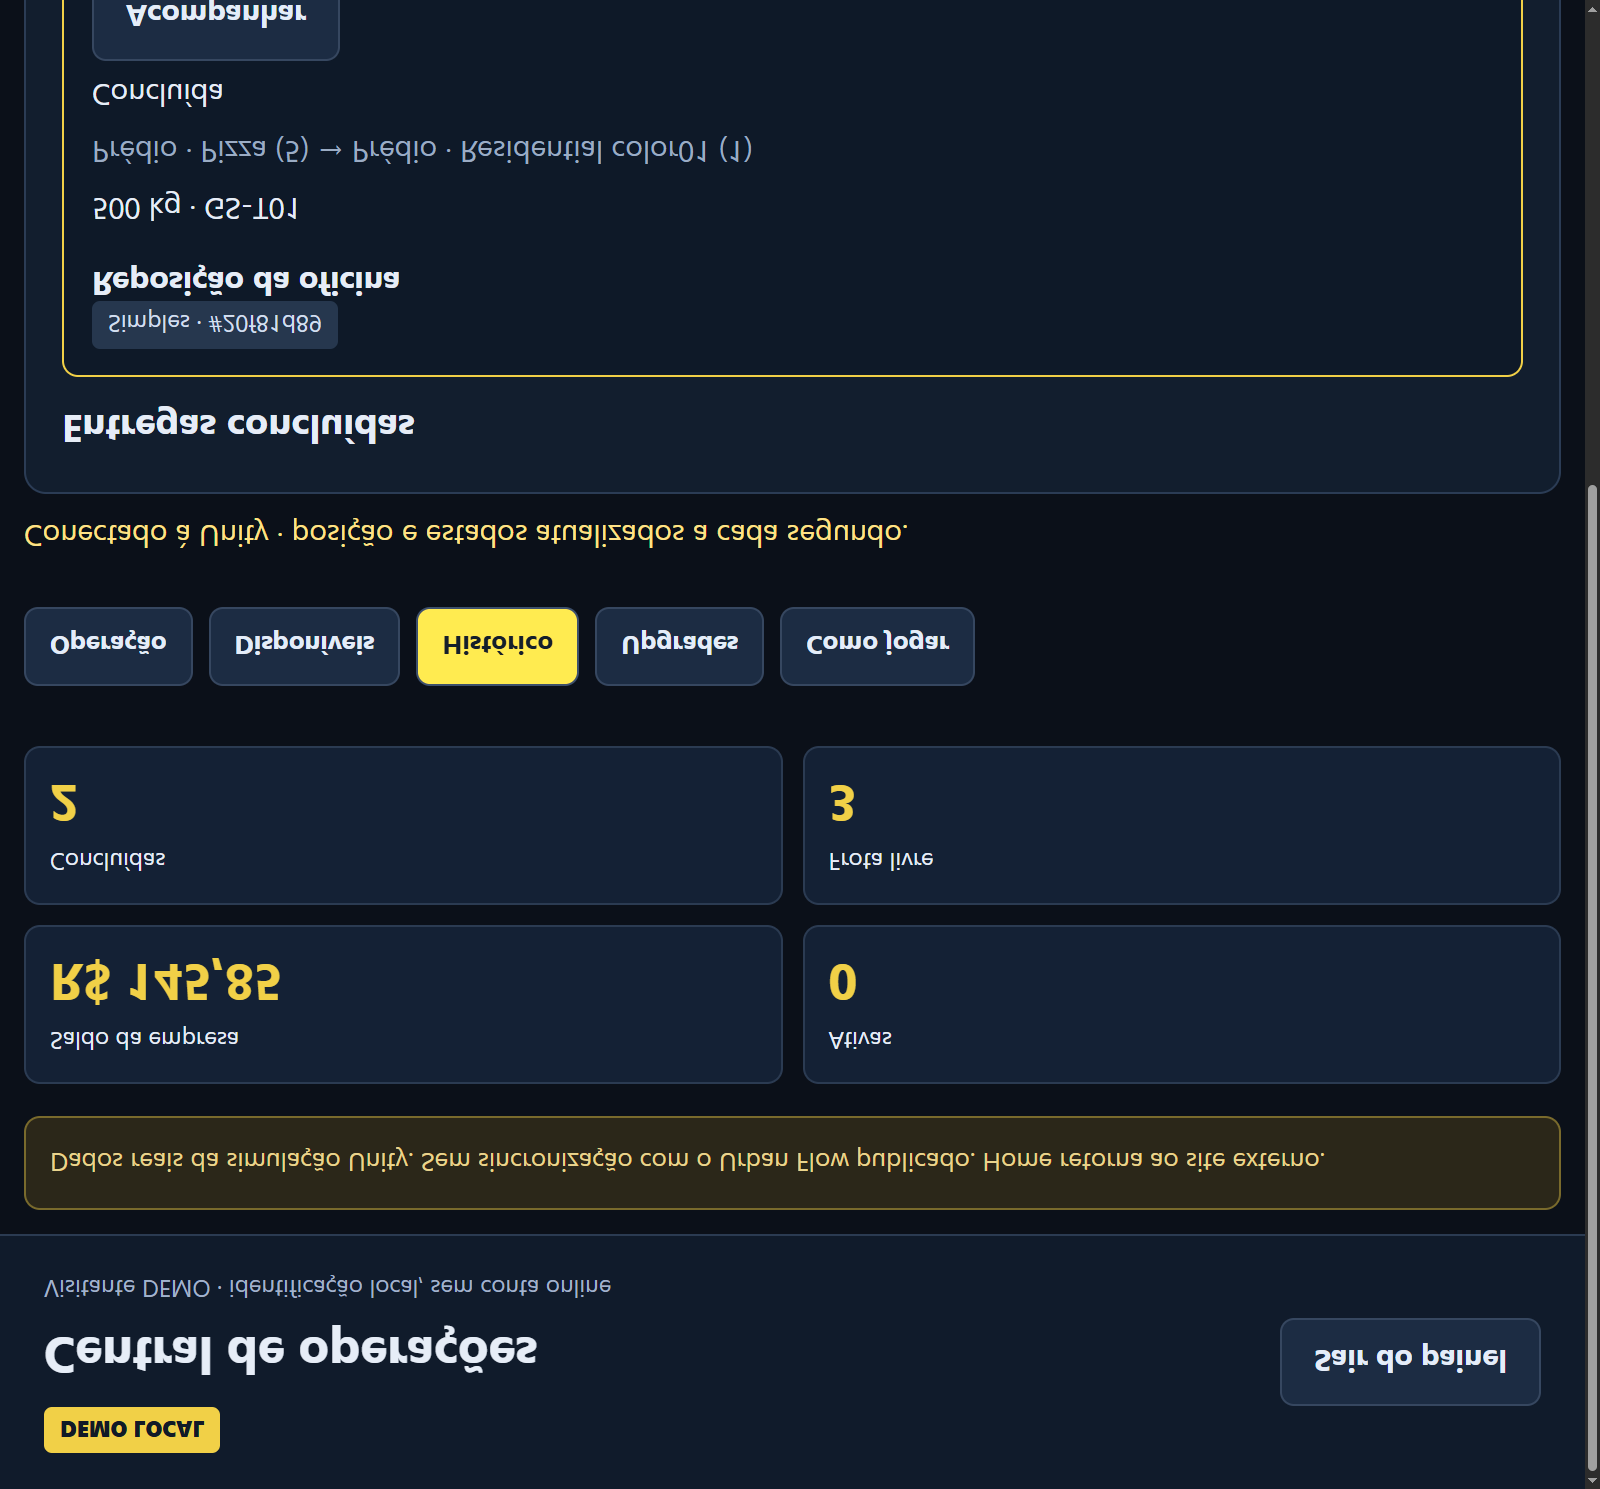 DEMO LOCAL
Central de operações
Visitante DEMO · identificação local, sem conta online
Sair do painel
Dados reais da simulação Unity. Sem sincronização com o Urban Flow publicado. Home retorna ao site externo.
Saldo da empresa
R$ 145,85
Ativas
0
Concluídas
2
Frota livre
3
Operação
Disponíveis
Histórico
Upgrades
Como jogar
Conectado à Unity · posição e estados atualizados a cada segundo.
Entregas concluídas
Simples · #20f81d89
Reposição da oficina
500 kg · GS-T01
Prédio · Pizza (5) → Prédio · Residential color01 (1)
Concluída
Acompanhar